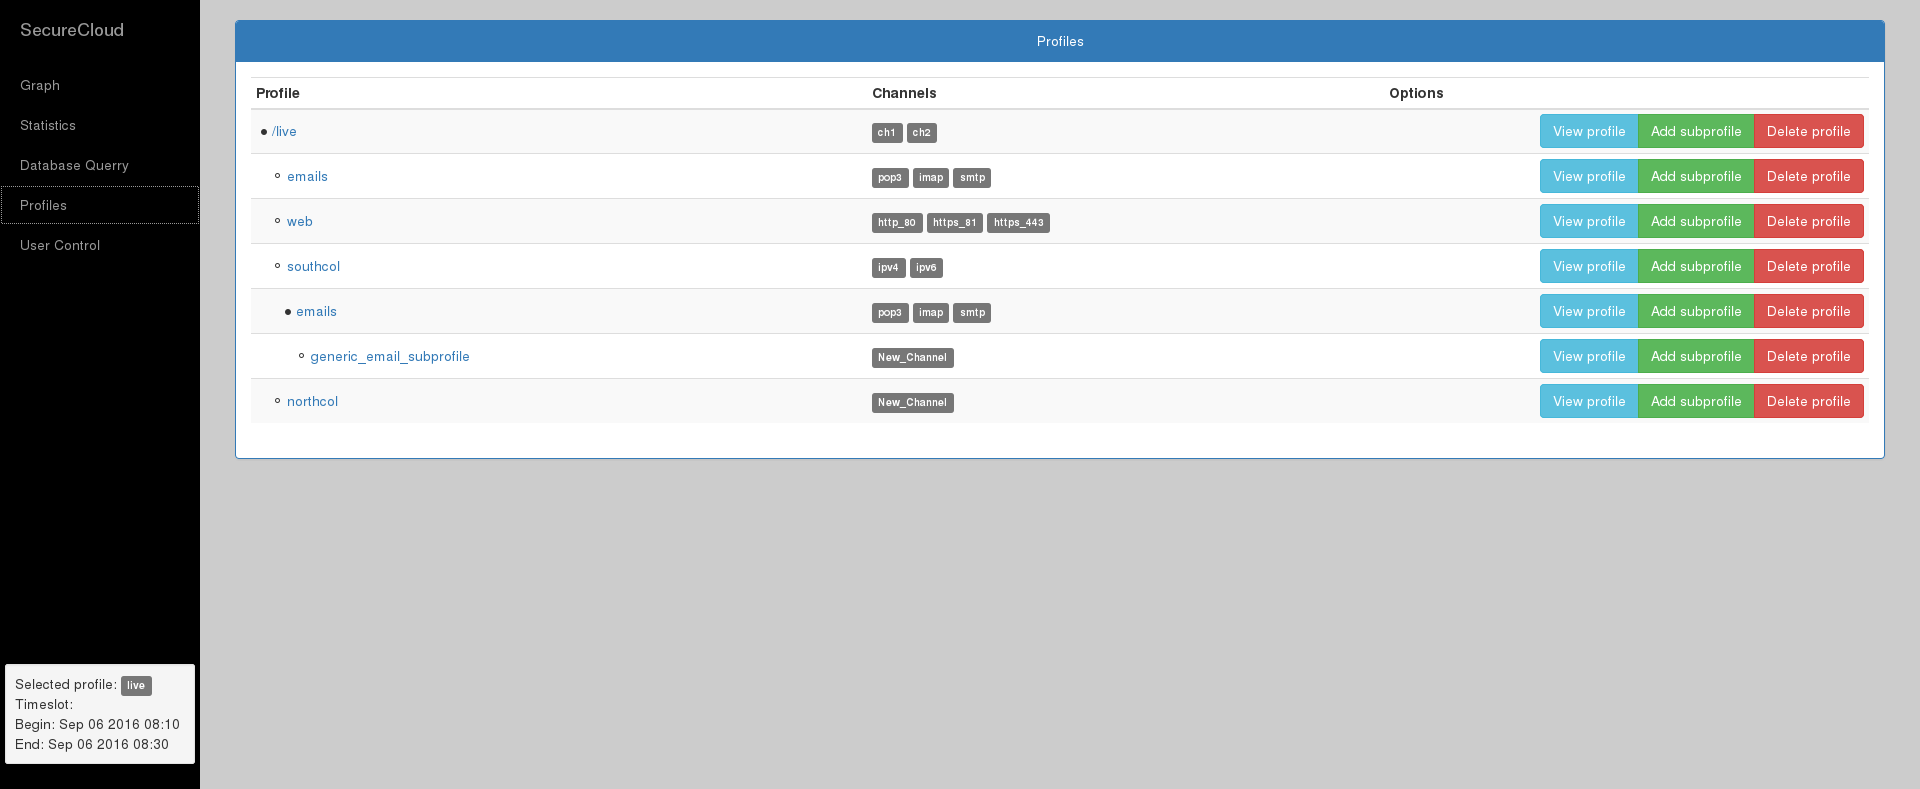 SecureCloud
Graph
Statistics
Database Querry
Profiles
User Control
Selected profile: live
Timeslot:
Begin: Sep 06 2016 08:10
End: Sep 06 2016 08:30
Profiles
Profile Channels Options
/live ch1 ch2 View profile Add subprofile Delete profile
emails pop3 imap smtp View profile Add subprofile Delete profile
web http_80 https_81 https_443 View profile Add subprofile Delete profile
southcol ipv4 ipv6 View profile Add subprofile Delete profile
emails pop3 imap smtp View profile Add subprofile Delete profile
generic_email_subprofile New_Channel View profile Add subprofile Delete profile
northcol New_Channel View profile Add subprofile Delete profile